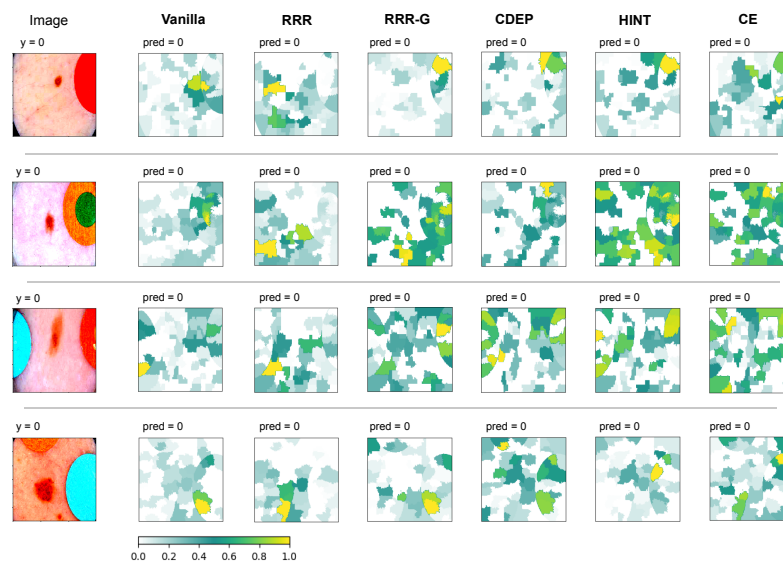 Image Vanilla RRR RRR-G CDEP HINT CE
y = 0 pred = 0 pred = 0 pred = 0 pred = 0 pred = 0 pred = 0
y = 0 pred = 0 pred = 0 pred = 0 pred = 0 pred = 0 pred = 0
y = 0 pred = 0 pred = 0 pred = 0 pred = 0 pred = 0 pred = 0
y = 0 pred = 0 pred = 0 pred = 0 pred = 0 pred = 0 pred = 0
0.0 0.2 0.4 0.6 0.8 1.0